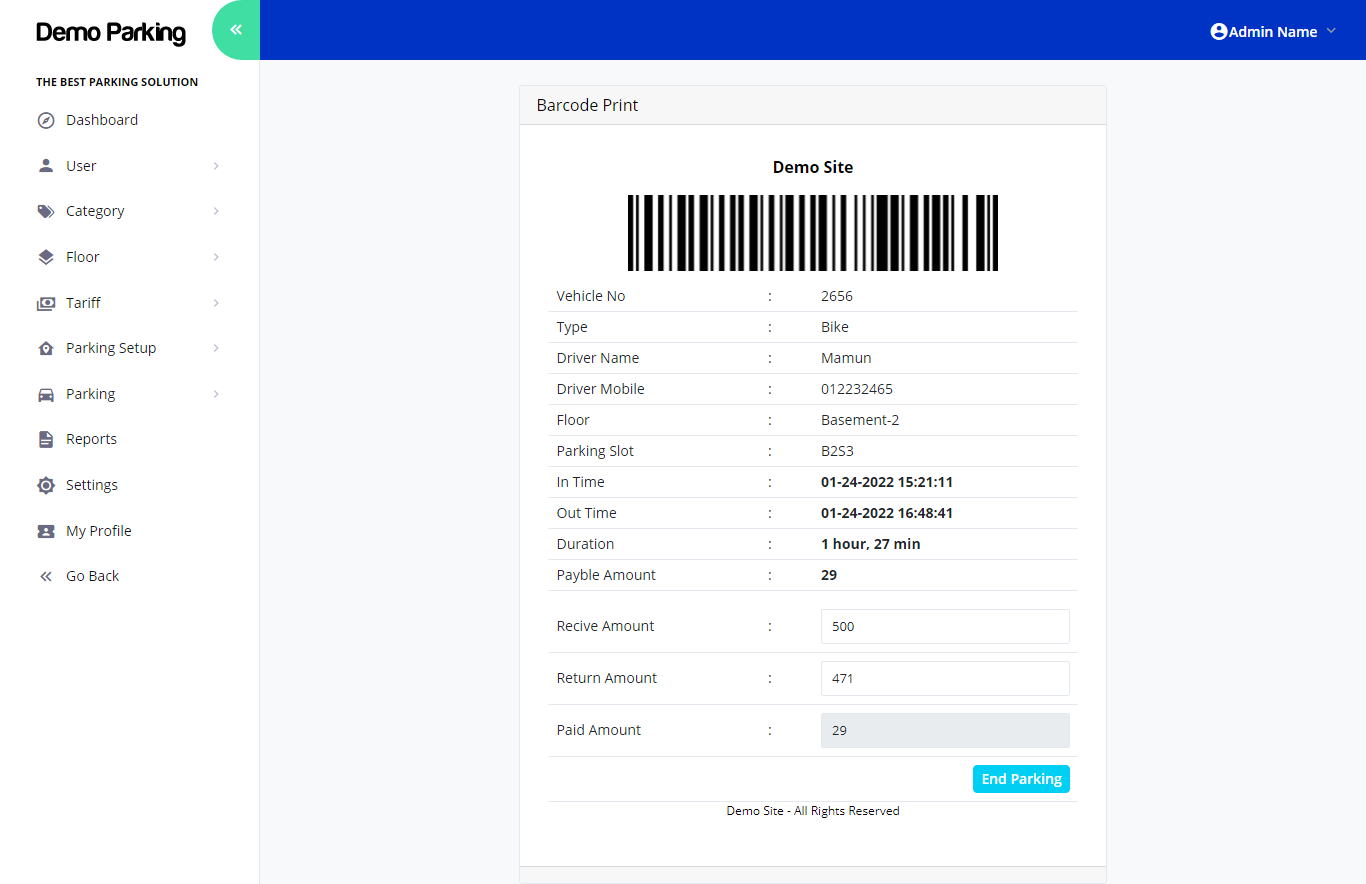 Demo Parking
Admin Name
THE BEST PARKING SOLUTION
Dashboard
User
Category
Floor
Tariff
Parking Setup
Parking
Reports
Settings
My Profile
Go Back
Barcode Print
Demo Site
Vehicle No : 2656
Type : Bike
Driver Name : Mamun
Driver Mobile : 012232465
Floor : Basement-2
Parking Slot : B2S3
In Time : 01-24-2022 15:21:11
Out Time : 01-24-2022 16:48:41
Duration : 1 hour, 27 min
Payble Amount : 29
Recive Amount : 500
Return Amount : 471
Paid Amount : 29
End Parking
Demo Site - All Rights Reserved